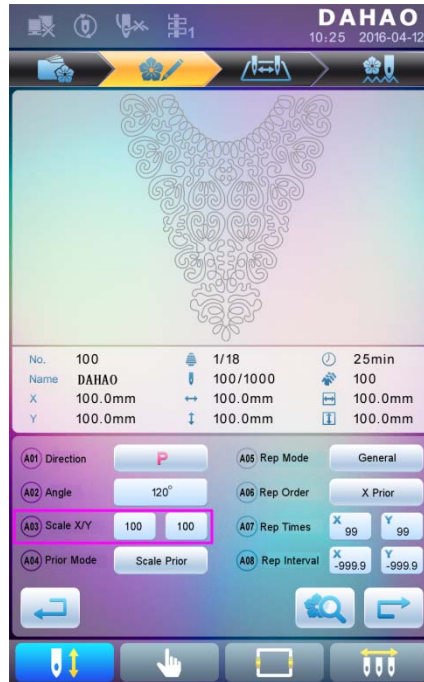 DAHAO
10:25 2016-04-12
1
No. 100 1/18 25min
Name DAHAO 100/1000 100
X 100.0mm 100.0mm 100.0mm
Y 100.0mm 100.0mm 100.0mm
A01 Direction P A05 Rep Mode General
A02 Angle 120° A06 Rep Order X Prior
A03 Scale X/Y 100 100 A07 Rep Times X 99 Y 99
A04 Prior Mode Scale Prior A08 Rep Interval X -999.9 Y -999.9